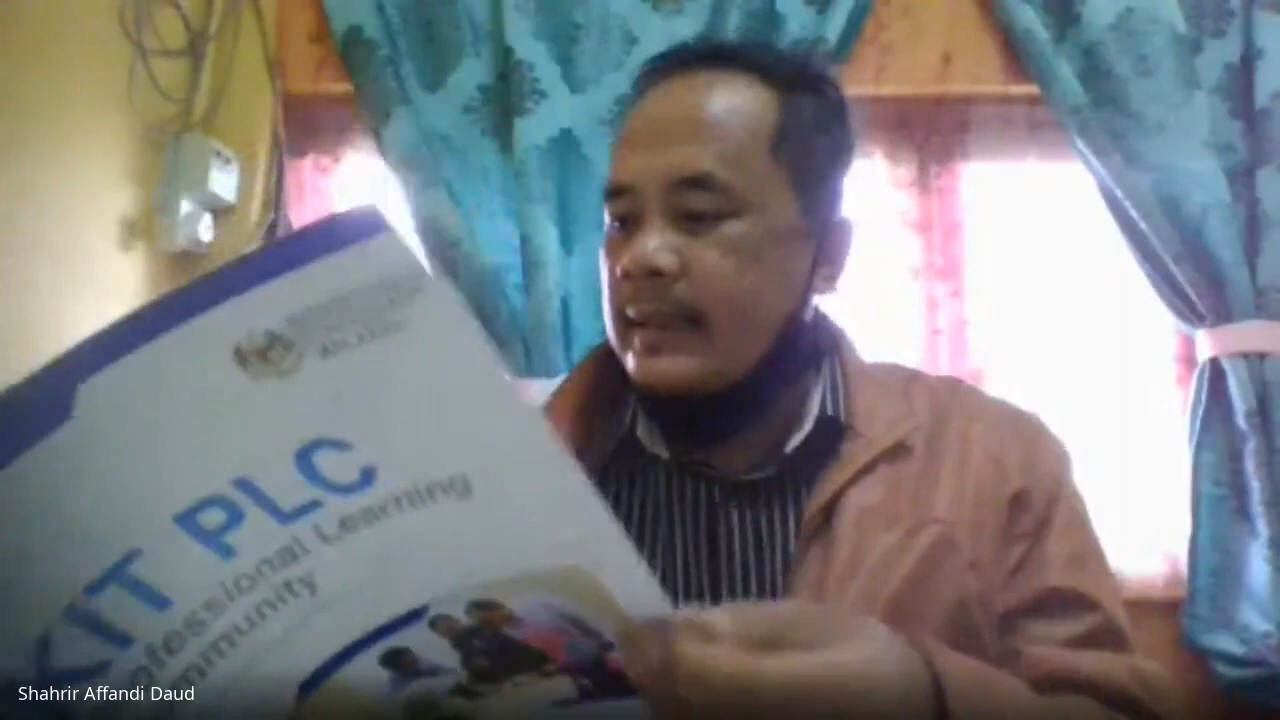 KIT PLC
Professional Learning
Community
Shahrir Affandi Daud